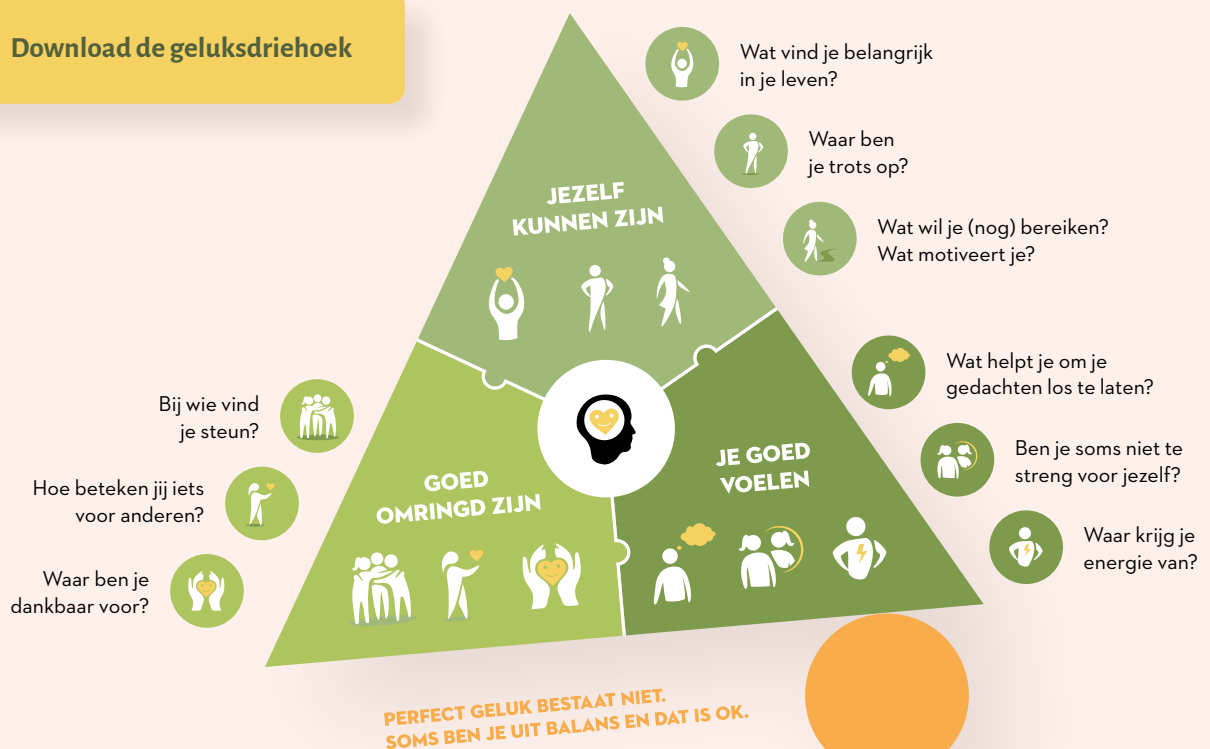 Download de geluksdriehoek
Wat vind je belangrijk
in je leven?
Waar ben
je trots op?
Wat wil je (nog) bereiken?
Wat motiveert je?
JEZELF
KUNNEN ZIJN
Wat helpt je om je
gedachten los te laten?
Ben je soms niet te
streng voor jezelf?
Waar krijg je
energie van?
JE GOED
VOELEN
Bij wie vind
je steun?
Hoe beteken jij iets
voor anderen?
Waar ben je
dankbaar voor?
GOED
OMRINGD ZIJN
PERFECT GELUK BESTAAT NIET.
SOMS BEN JE UIT BALANS EN DAT IS OK.